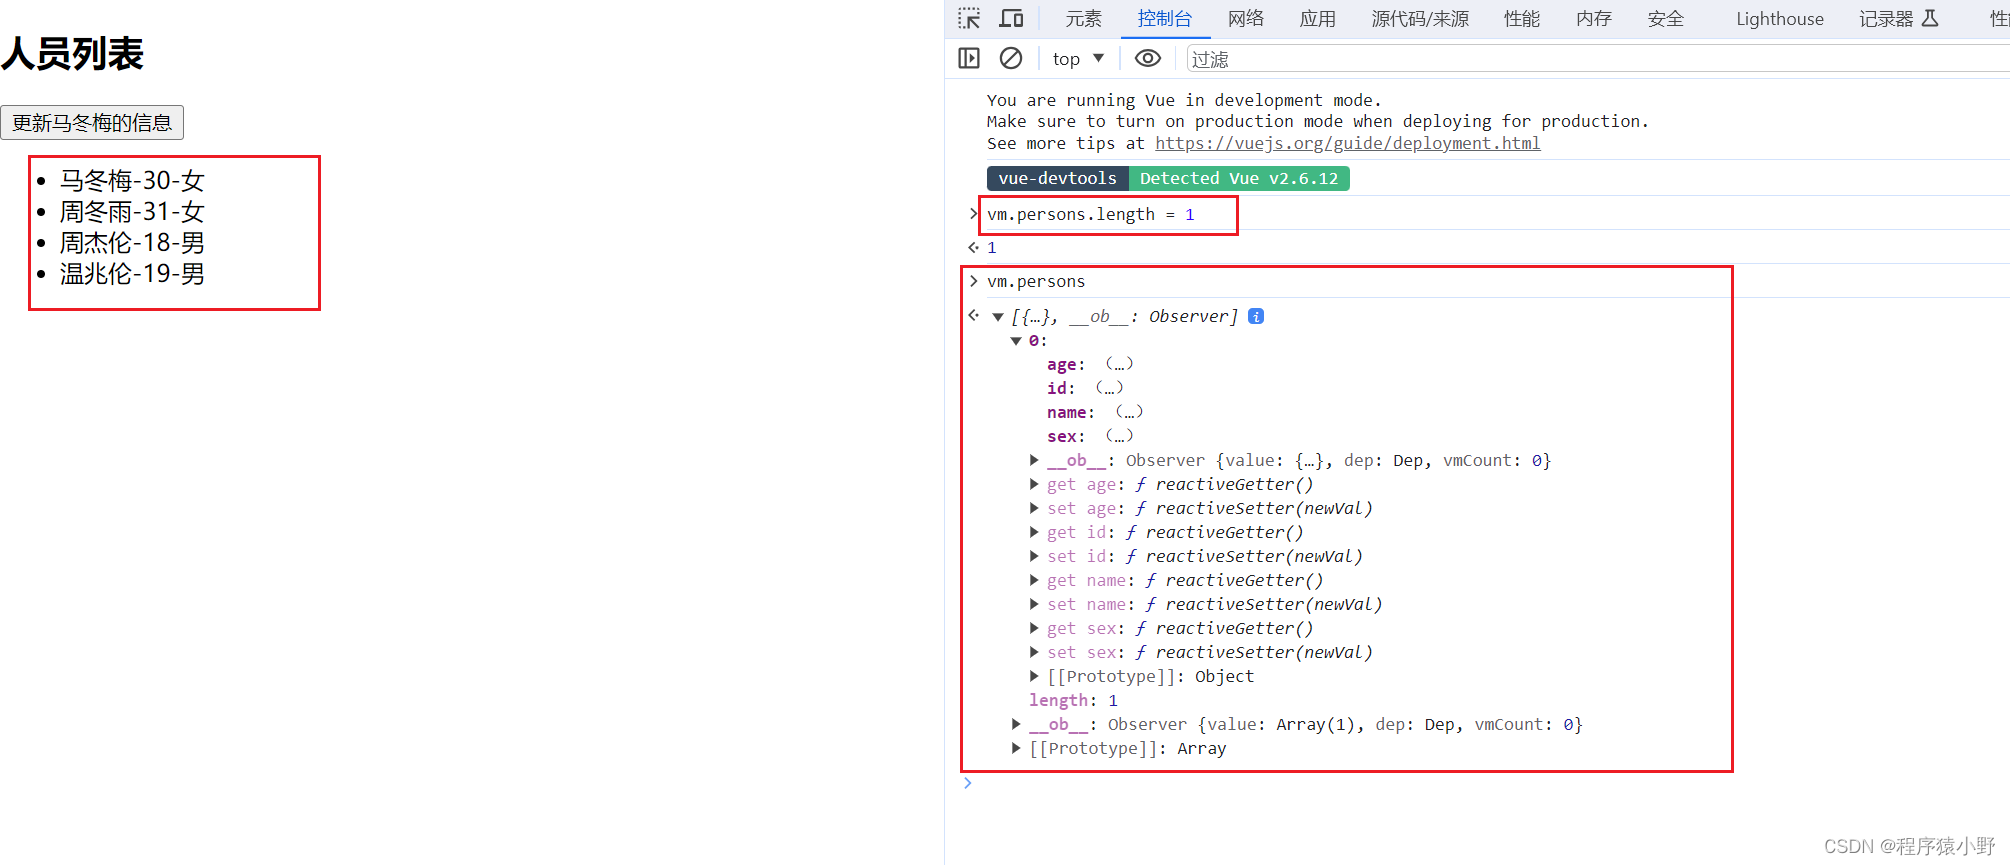 人员列表
更新马冬梅的信息
马冬梅-30-女
周冬雨-31-女
周杰伦-18-男
温兆伦-19-男
元素 控制台 网络 应用 源代码/来源 性能 内存 安全 Lighthouse 记录器
top 过滤
You are running Vue in development mode.
Make sure to turn on production mode when deploying for production.
See more tips at https://vuejs.org/guide/deployment.html
vue-devtools Detected Vue v2.6.12
vm.persons.length = 1
1
vm.persons
[{…}, __ob__: Observer]
0:
age: (…)
id: (…)
name: (…)
sex: (…)
__ob__: Observer {value: {…}, dep: Dep, vmCount: 0}
get age: ƒ reactiveGetter()
set age: ƒ reactiveSetter(newVal)
get id: ƒ reactiveGetter()
set id: ƒ reactiveSetter(newVal)
get name: ƒ reactiveGetter()
set name: ƒ reactiveSetter(newVal)
get sex: ƒ reactiveGetter()
set sex: ƒ reactiveSetter(newVal)
[[Prototype]]: Object
length: 1
__ob__: Observer {value: Array(1), dep: Dep, vmCount: 0}
[[Prototype]]: Array
CSDN @程序猿小野